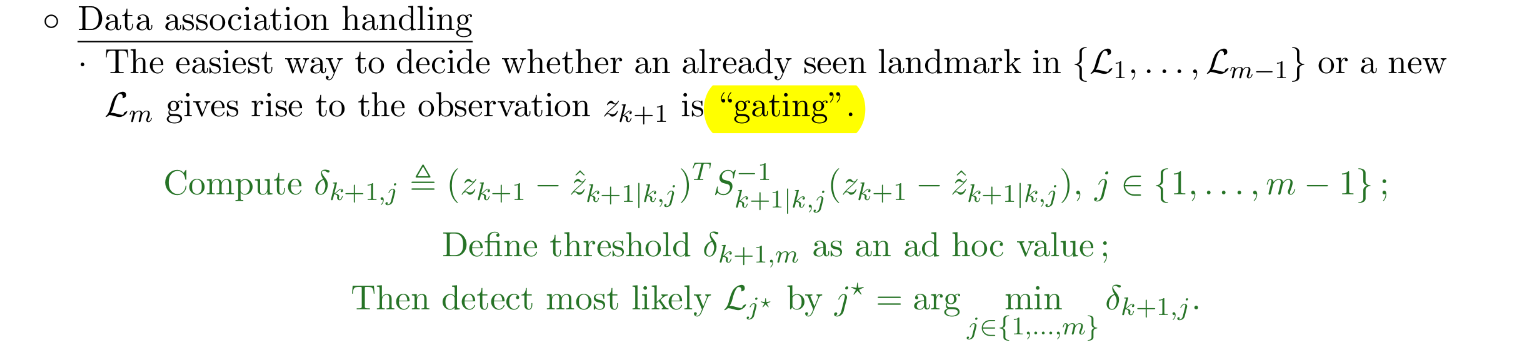 ◦ Data association handling
· The easiest way to decide whether an already seen landmark in {ℒ₁, . . . , ℒₘ₋₁} or a new
ℒₘ gives rise to the observation zₖ₊₁ is “gating”.
Compute δ_{k+1,j} ≜ (z_{k+1} − ẑ_{k+1|k,j})^T S^{−1}_{k+1|k,j} (z_{k+1} − ẑ_{k+1|k,j}), j ∈ {1, . . . , m − 1} ;
Define threshold δ_{k+1,m} as an ad hoc value ;
Then detect most likely ℒ_{j⋆} by j⋆ = arg min_{j∈{1,...,m}} δ_{k+1,j}.